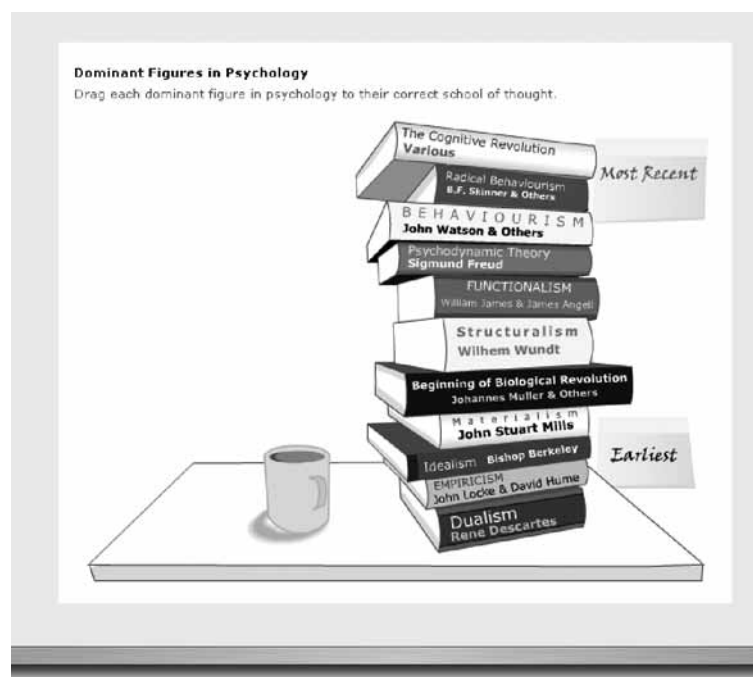 Dominant Figures in Psychology
Drag each dominant figure in psychology to their correct school of thought.
The Cognitive Revolution
Various
Most Recent
Radical Behaviourism
B.F. Skinner & Others
BEHAVIOURISM
John Watson & Others
Psychodynamic Theory
Sigmund Freud
FUNCTIONALISM
William James & James Angell
Structuralism
Wilhem Wundt
Beginning of Biological Revolution
Johannes Muller & Others
Materialism
John Stuart Mills
Earliest
Idealism Bishop Berkeley
EMPIRICISM
John Locke & David Hume
Dualism
Rene Descartes